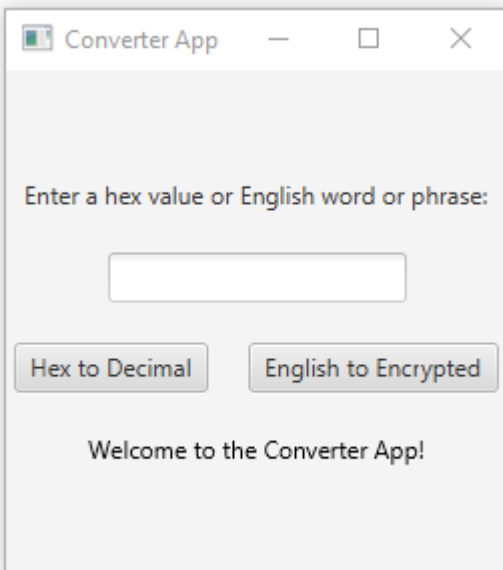 Converter App
Enter a hex value or English word or phrase:
Hex to Decimal English to Encrypted
Welcome to the Converter App!